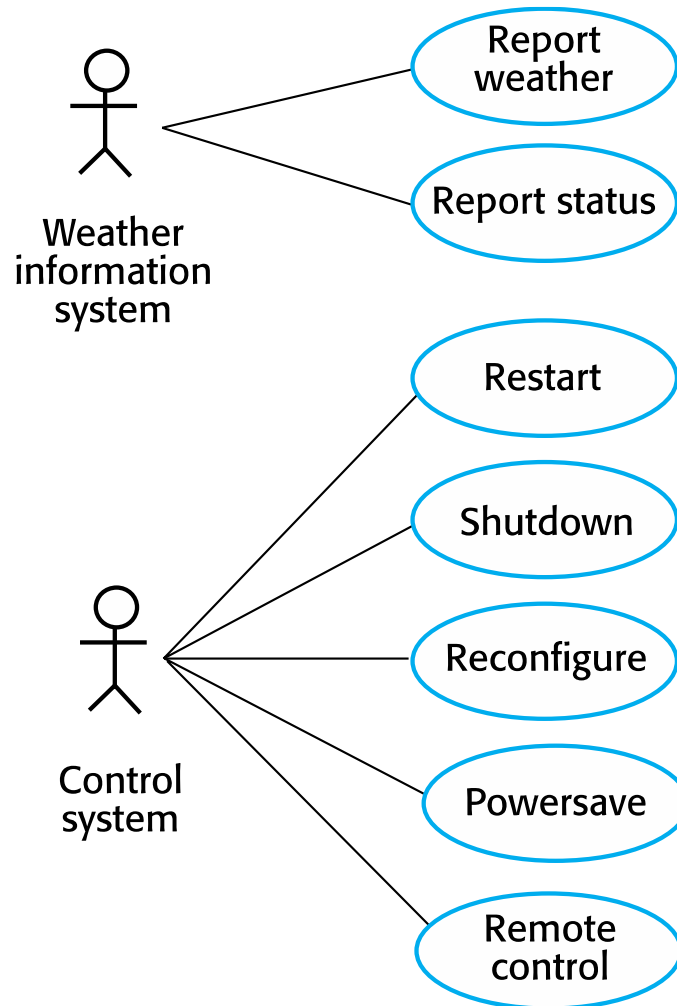 Report
weather
Report status
Weather
information
system
Restart
Shutdown
Reconfigure
Control
system
Powersave
Remote
control